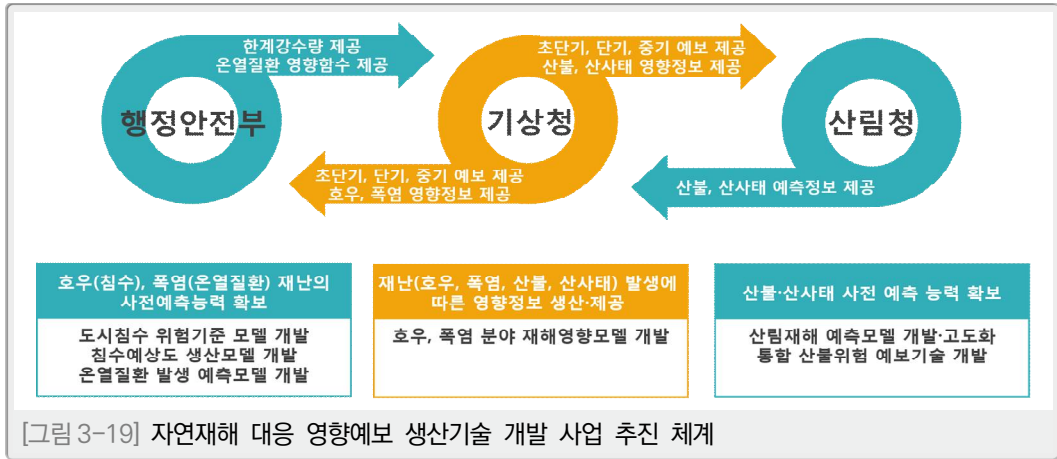 한계강수량 제공
온열질환 영향함수 제공
초단기, 단기, 중기 예보 제공
산불, 산사태 영향정보 제공
행정안전부
기상청
산림청
초단기, 단기, 중기 예보 제공
호우, 폭염 영향정보 제공
산불, 산사태 예측정보 제공
호우(침수), 폭염(온열질환) 재난의
사전예측능력 확보
도시침수 위험기준 모델 개발
침수예상도 생산모델 개발
온열질환 발생 예측모델 개발
재난(호우, 폭염, 산불, 산사태) 발생에
따른 영향정보 생산·제공
호우, 폭염 분야 재해영향모델 개발
산불·산사태 사전 예측 능력 확보
산림재해 예측모델 개발·고도화
통합 산불위험 예보기술 개발
[그림 3-19] 자연재해 대응 영향예보 생산기술 개발 사업 추진 체계